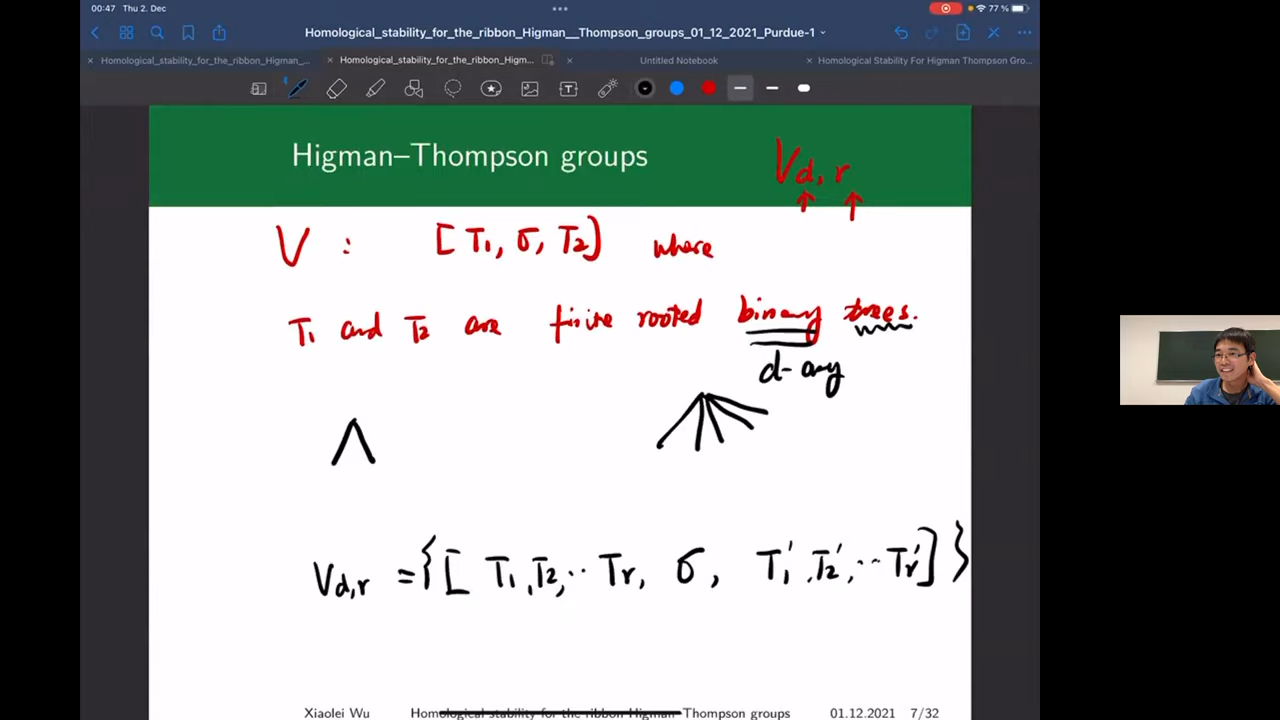 00:47 Thu 2. Dec
77 %
Homological_stability_for_the_ribbon_Higman__Thompson_groups_01_12_2021_Purdue-1
Homological_stability_for_the_ribbon_Higman_...
Homological_stability_for_the_ribbon_Higm...
Untitled Notebook
Homological Stability For Higman Thompson Gro...
Higman–Thompson groups
V d, r
V : [T₁, σ, T₂] where
T₁ and T₂ are finite rooted binary trees.
d-ary
V_{d,r} = {[T₁, T₂, ·· Tᵣ, σ, T₁', T₂', ·· Tᵣ']}
Xiaolei Wu Homological stability for the ribbon Higman Thompson groups 01.12.2021 7/32